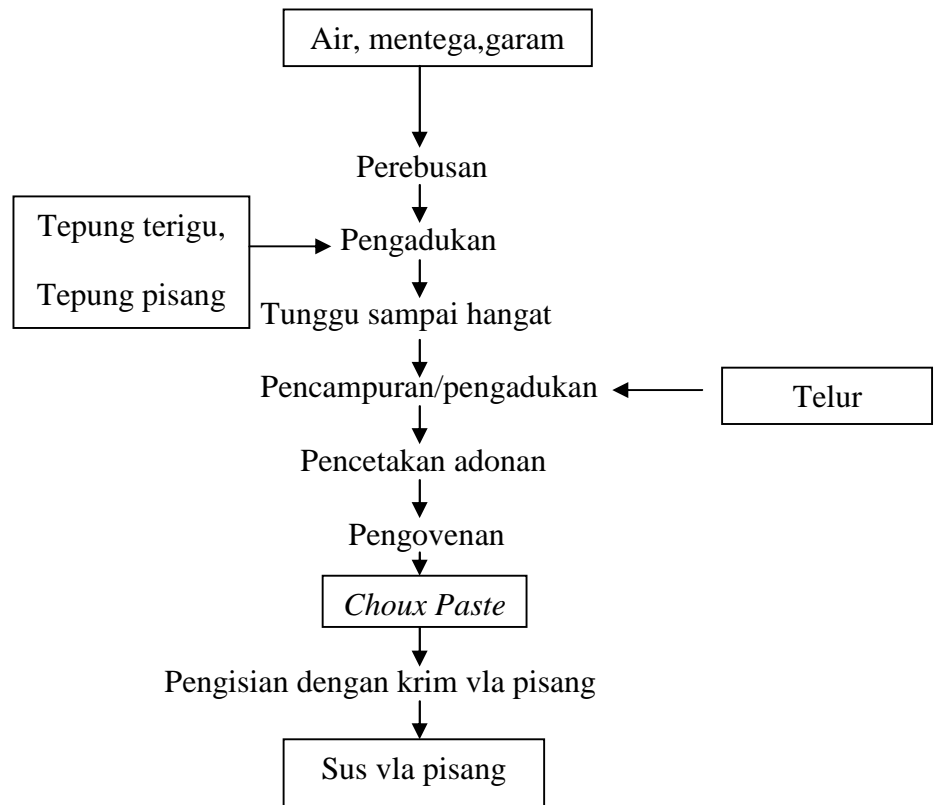 Air, mentega,garam
Perebusan
Tepung terigu,
Tepung pisang
Pengadukan
Tunggu sampai hangat
Pencampuran/pengadukan
Telur
Pencetakan adonan
Pengovenan
Choux Paste
Pengisian dengan krim vla pisang
Sus vla pisang